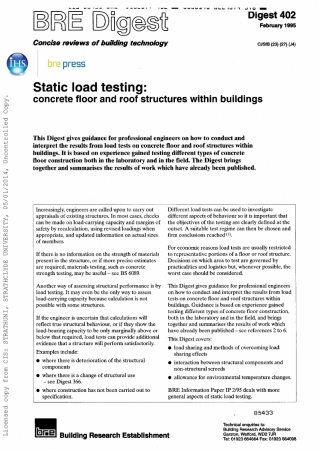 BRE Digest
Digest 402
February 1995
Concise reviews of building technology
CI/SfB (23) (27) (J4)
IHS
bre press
Static load testing:
concrete floor and roof structures within buildings
This Digest gives guidance for professional engineers on how to conduct and
interpret the results from load tests on concrete floor and roof structures within
buildings. It is based on experience gained testing different types of concrete
floor construction both in the laboratory and in the field. The Digest brings
together and summarises the results of work which have already been published.
Increasingly, engineers are called upon to carry out
appraisals of existing structures. In most cases, checks
can be made on load-carrying capacity and margin of
safety by recalculation, using revised loadings when
appropriate, and updated information on actual sizes
of members.
If there is no information on the strength of materials
present in the structure, or if more precise estimates
are required, materials testing, such as concrete
strength testing, may be useful – see BS 6089.
Another way of assessing structural performance is by
load testing. It may even be the only way to assess
load-carrying capacity because calculation is not
possible with some structures.
If the engineer is uncertain that calculations will
reflect true structural behaviour, or if they show the
load-bearing capacity to be only marginally above or
below that required, load tests can provide additional
evidence that a structure will perform satisfactorily.
Examples include:
● where there is deterioration of the structural
components
● where there is a change of structural use
– see Digest 366.
● where construction has not been carried out to
specification.
Different load tests can be used to investigate
different aspects of behaviour so it is important that
the objectives of the testing are clearly defined at the
outset. A suitable test regime can then be chosen and
firm conclusions reached (1).
For economic reasons load tests are usually restricted
to representative portions of a floor or roof structure.
Decisions on which area to test are governed by
practicalities and logistics but, whenever possible, the
worst case should be considered.
This Digest gives guidance for professional engineers
on how to conduct and interpret the results from load
tests on concrete floor and roof structures within
buildings. Guidance is based on experience gained
testing different types of concrete floor construction,
both in the laboratory and in the field, and brings
together and summarises the results of work which
have already been published – see references 2 to 6.
This Digest covers:
● load sharing and methods of overcoming load
sharing effects
● interaction between structural components and
non-structural screeds
● allowance for environmental temperature changes.
BRE Information Paper IP 2/95 deals with more
general aspects of static load testing.
85433
bre
Building Research Establishment
Technical enquiries to
Building Research Advisory Service
Garston, Watford, WD2 7JR
Tel: 01923 664664 Fax: 01923 664098
Licensed copy from CIS: STRATHUNI, STRATHCLYDE UNIVERSITY, 05/01/2014, Uncontrolled Copy.